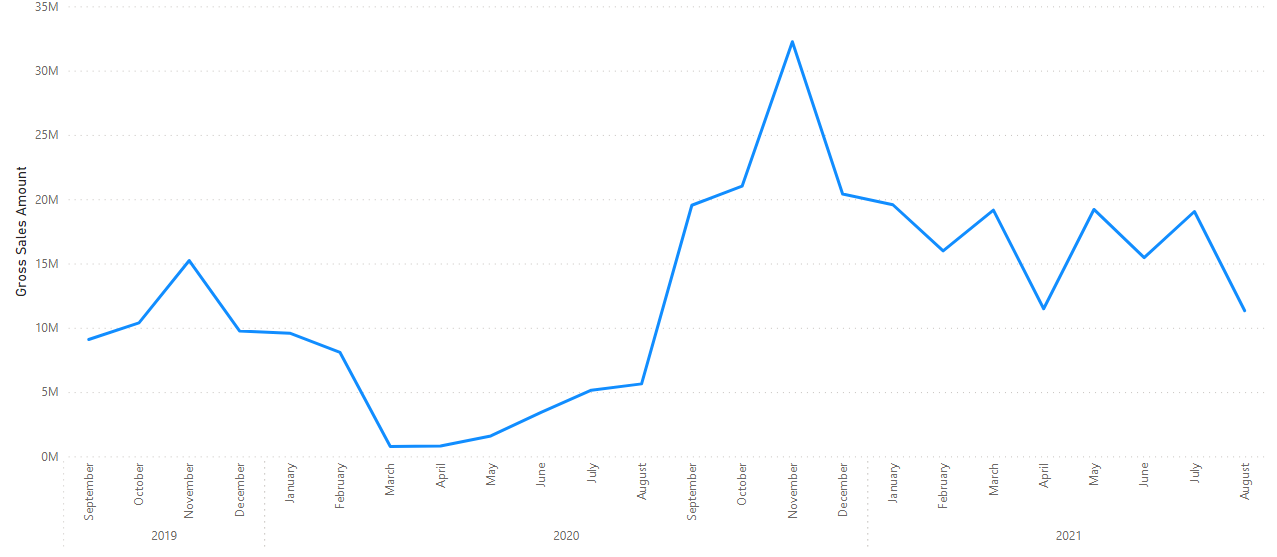 35M
30M
25M
20M
15M
10M
5M
0M
Gross Sales Amount
September
October
November
December
January
February
March
April
May
June
July
August
September
October
November
December
January
February
March
April
May
June
July
August
2019
2020
2021